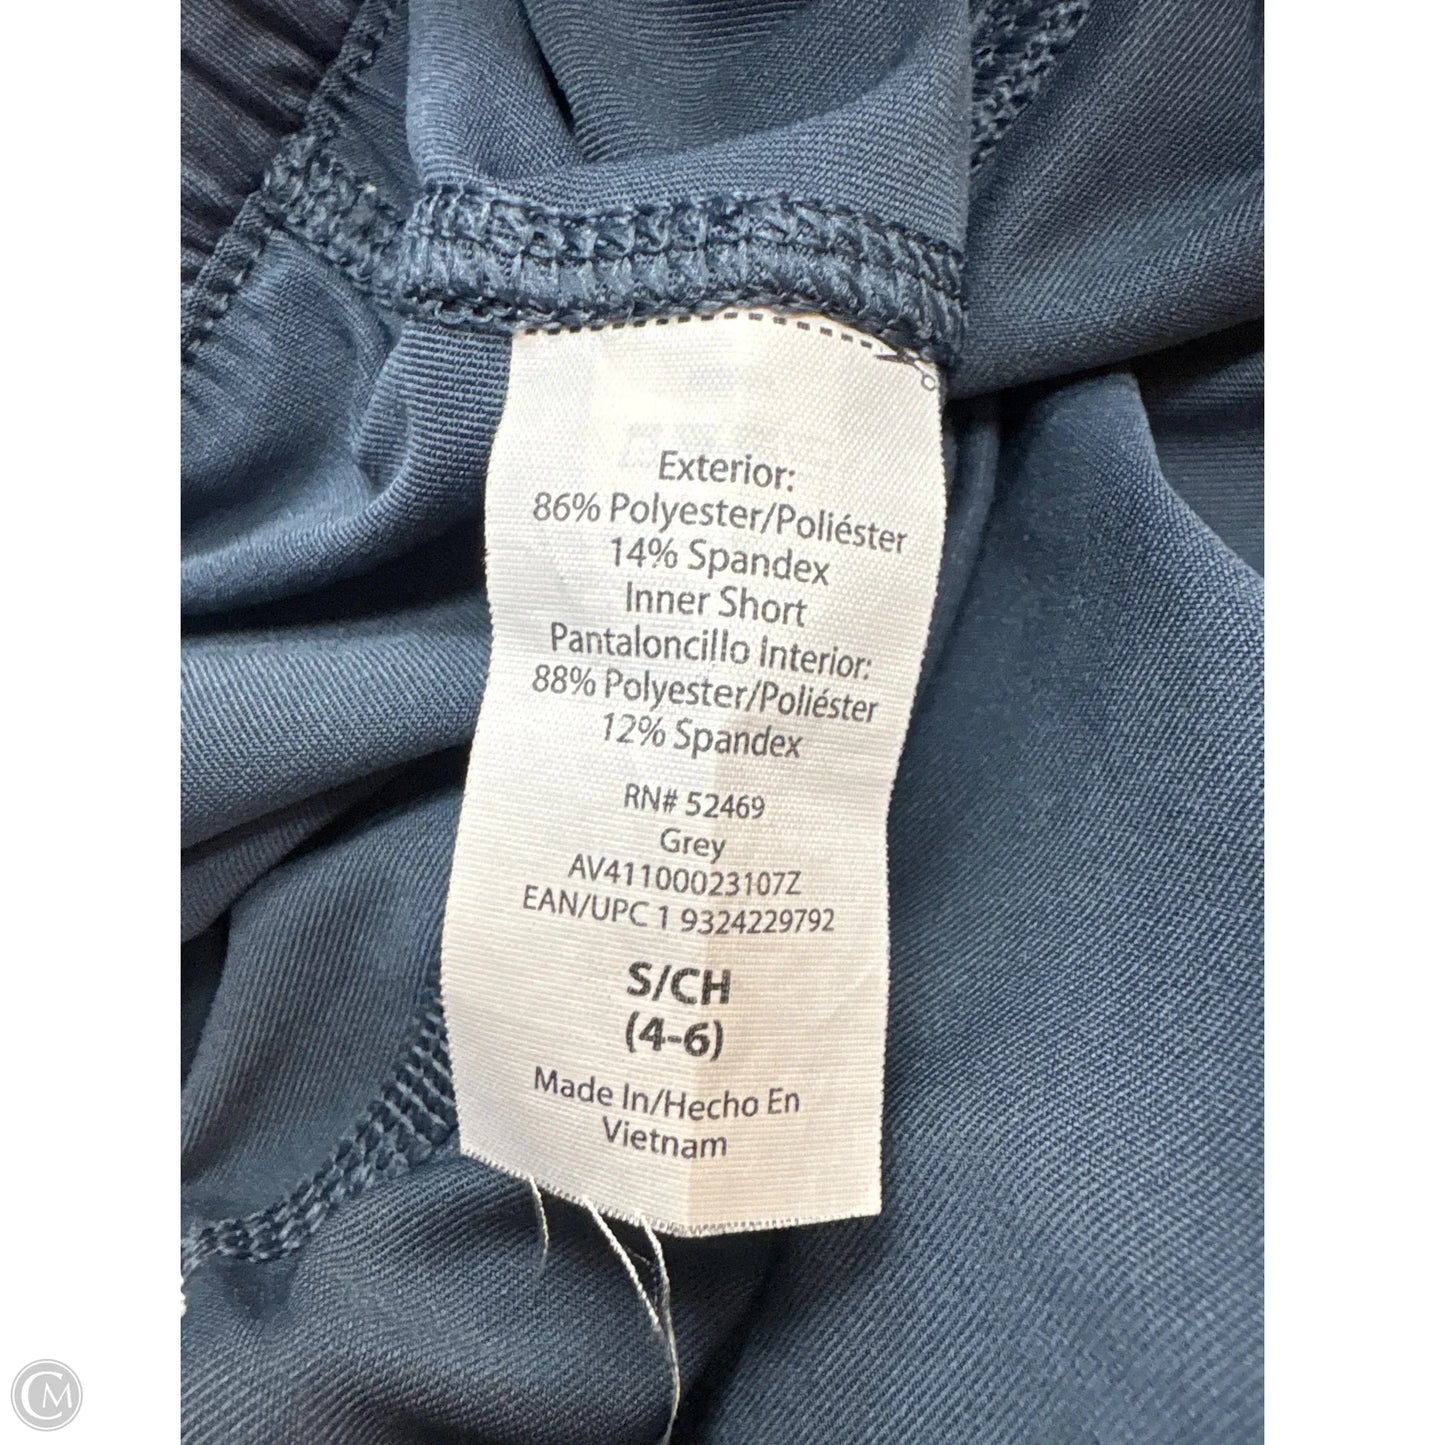 Exterior:
86% Polyester/Poliéster
14% Spandex
Inner Short
Pantaloncillo Interior:
88% Polyester/Poliéster
12% Spandex
RN# 52469
Grey
AV41100023107Z
EAN/UPC 1 9324229792
S/CH
(4-6)
Made In/Hecho En
Vietnam
CM